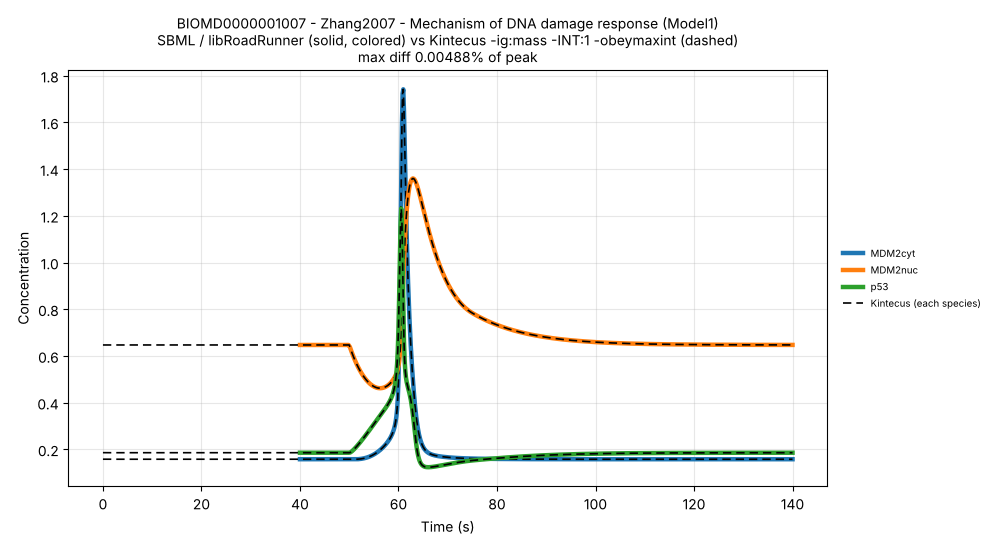 BIOMD0000001007 - Zhang2007 - Mechanism of DNA damage response (Model1)
SBML / libRoadRunner (solid, colored) vs Kintecus -ig:mass -INT:1 -obeymaxint (dashed)
max diff 0.00488% of peak
1.8
1.6
1.4
1.2
1.0
0.8
0.6
0.4
0.2
Concentration
0
20
40
60
80
100
120
140
Time (s)
MDM2cyt
MDM2nuc
p53
Kintecus (each species)